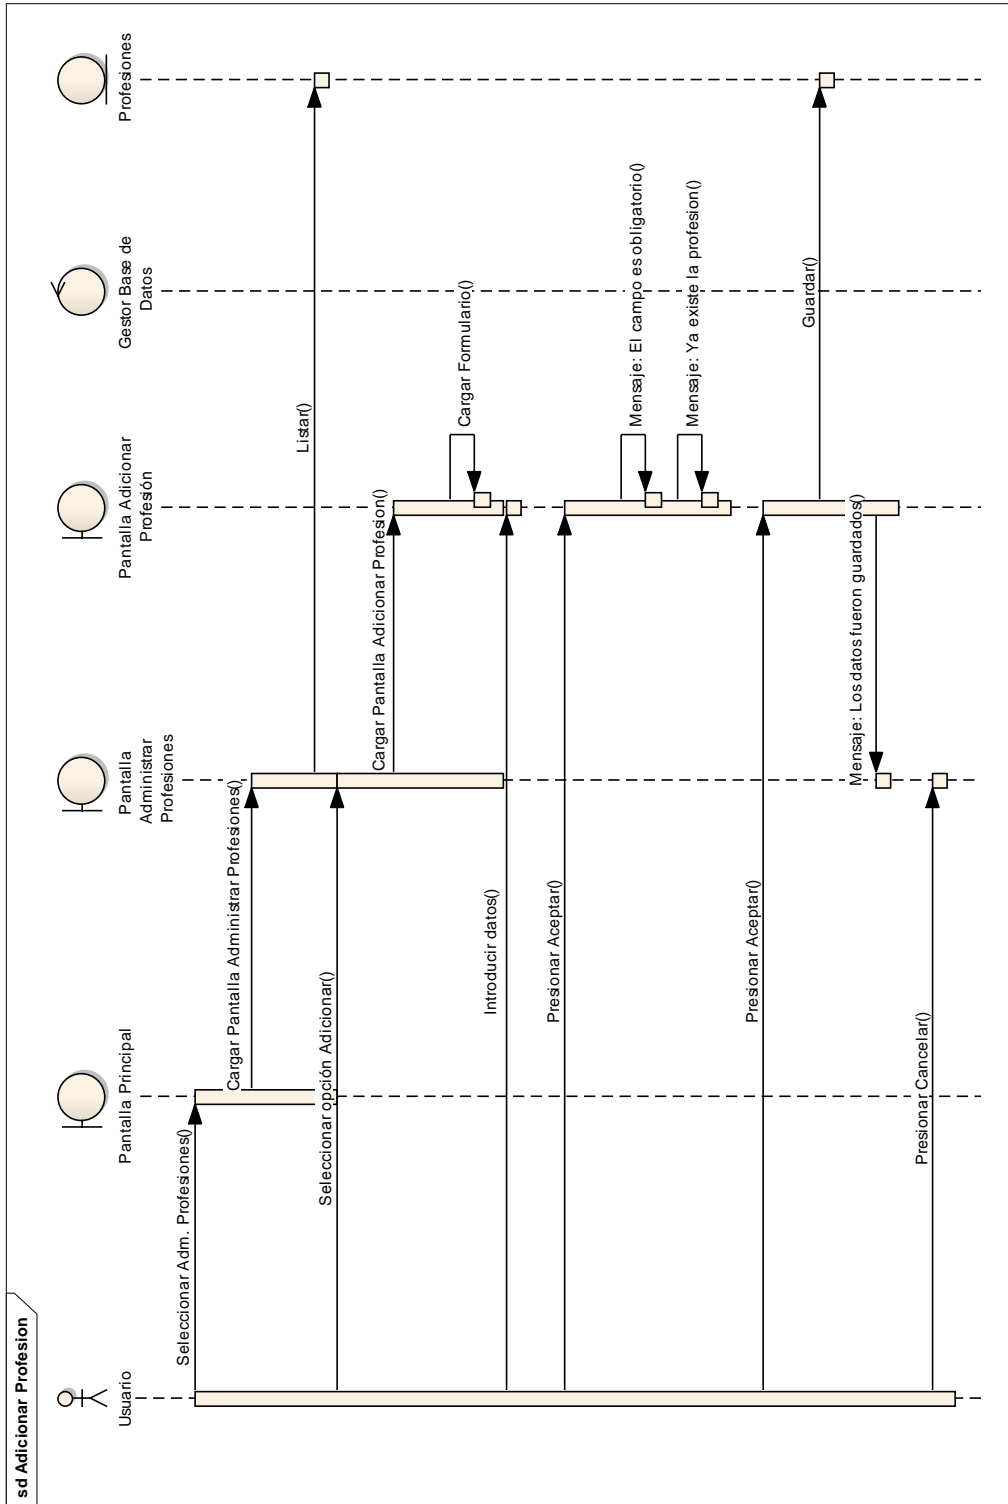 sd Adicionar Profesion
Usuario
Pantalla Principal
Pantalla
Administrar
Profesiones
Pantalla Adicionar
Profesión
Gestor Base de
Datos
Profesiones
Seleccionar Adm. Profesiones()
Cargar Pantalla Administrar Profesiones()
Listar()
Seleccionar opción Adicionar()
Cargar Pantalla Adicionar Profesion()
Cargar Formulario()
Introducir datos()
Presionar Aceptar()
Mensaje: El campo es obligatorio()
Mensaje: Ya existe la profesion()
Presionar Aceptar()
Guardar()
Mensaje: Los datos fueron guardados()
Presionar Cancelar()